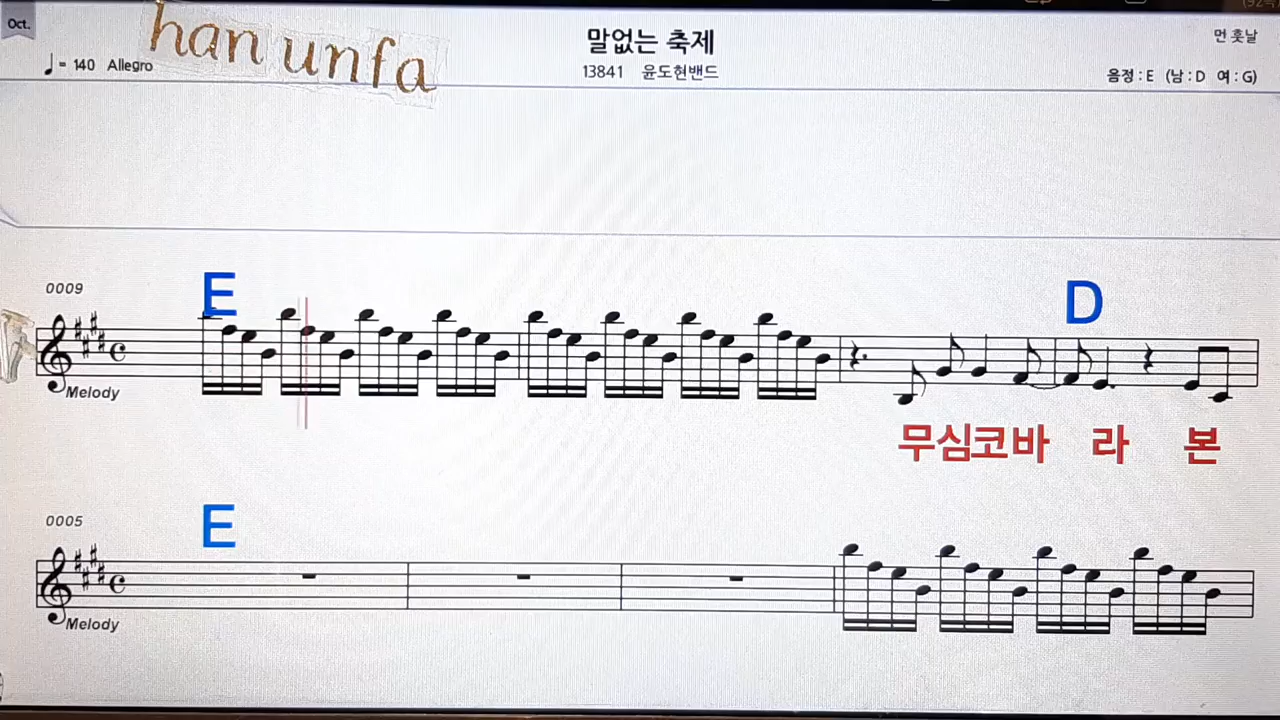 Oct.
han unfa
♩= 140 Allegro
말없는 축제
13841 윤도현밴드
먼 훗날
음정 : E (남 : D 여 : G)
0009
E
D
Melody
무심코바 라 본
0005
E
Melody